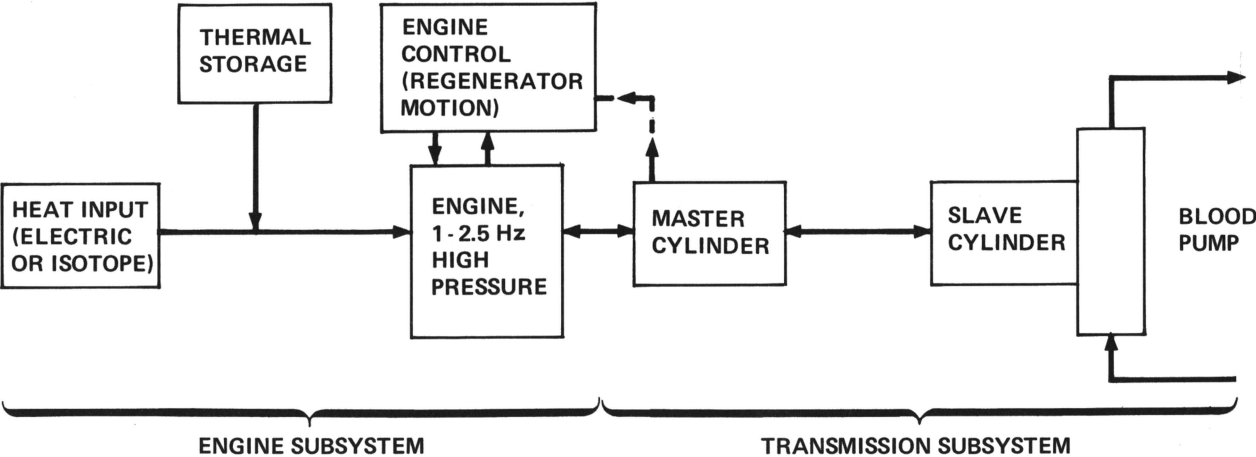 THERMAL
STORAGE
ENGINE
CONTROL
(REGENERATOR
MOTION)
HEAT INPUT
(ELECTRIC
OR ISOTOPE)
ENGINE,
1-2.5 Hz
HIGH
PRESSURE
MASTER
CYLINDER
SLAVE
CYLINDER
BLOOD
PUMP
ENGINE SUBSYSTEM
TRANSMISSION SUBSYSTEM